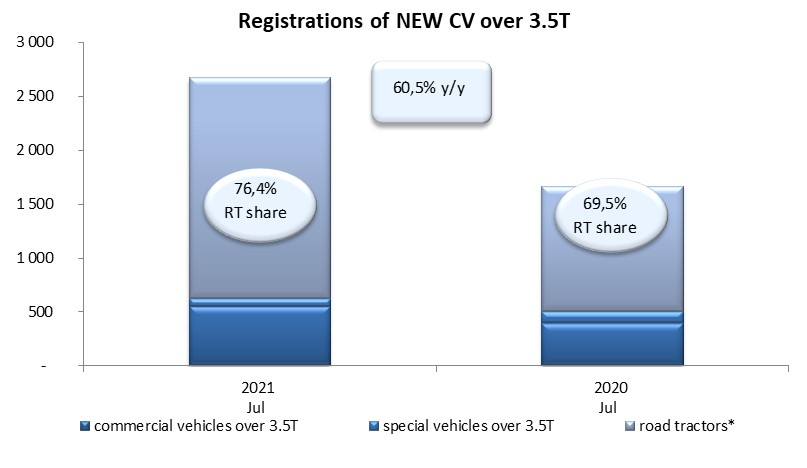 Registrations of NEW CV over 3.5T
3 000
2 500
2 000
1 500
1 000
500
-
60,5% y/y
76,4%
RT share
69,5%
RT share
2021
Jul
2020
Jul
commercial vehicles over 3.5T
special vehicles over 3.5T
road tractors*